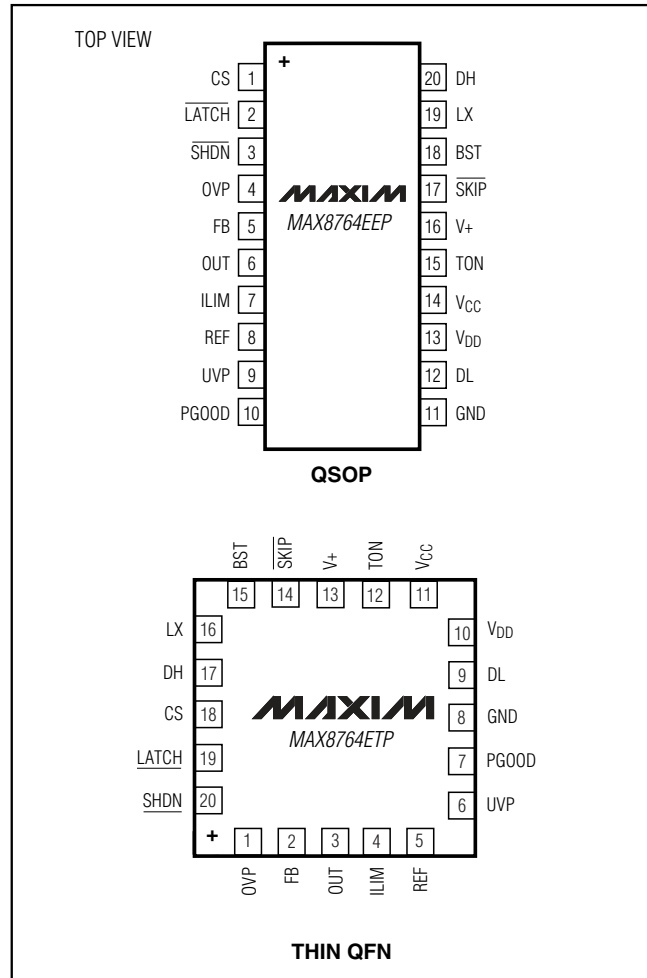 TOP VIEW
+
CS 1
LATCH 2
SHDN 3
OVP 4
FB 5
OUT 6
ILIM 7
REF 8
UVP 9
PGOOD 10
MAXIM
MAX8764EEP
20 DH
19 LX
18 BST
17 SKIP
16 V+
15 TON
14 VCC
13 VDD
12 DL
11 GND
QSOP
BST SKIP V+ TON VCC
15 14 13 12 11
LX 16
DH 17
CS 18
LATCH 19
SHDN 20
MAXIM
MAX8764ETP
10 VDD
9 DL
8 GND
7 PGOOD
6 UVP
+ 1 2 3 4 5
OVP FB OUT ILIM REF
THIN QFN